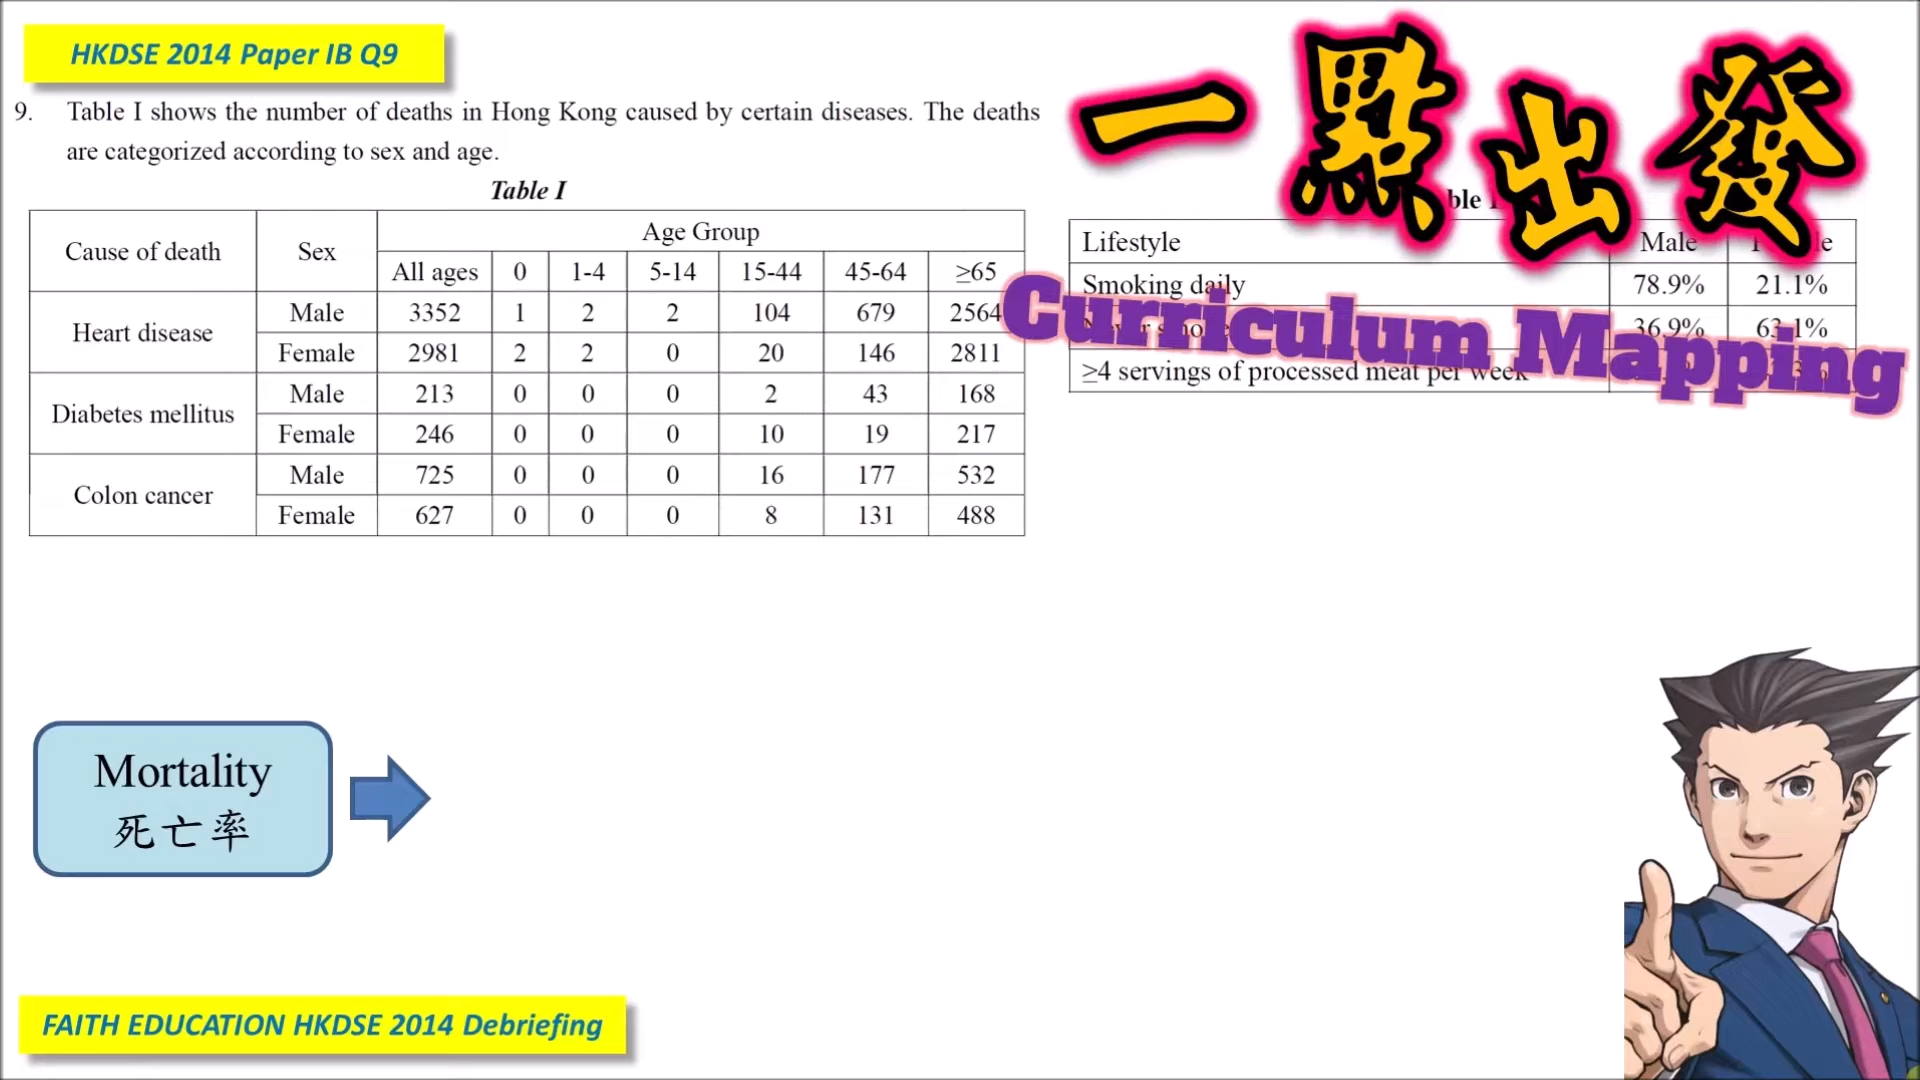 HKDSE 2014 Paper IB Q9
9. Table I shows the number of deaths in Hong Kong caused by certain diseases. The deaths
are categorized according to sex and age.
Table I
Cause of death Sex Age Group
All ages 0 1-4 5-14 15-44 45-64 ≥65
Heart disease Male 3352 1 2 2 104 679 2564
Female 2981 2 2 0 20 146 2811
Diabetes mellitus Male 213 0 0 0 2 43 168
Female 246 0 0 0 10 19 217
Colon cancer Male 725 0 0 0 16 177 532
Female 627 0 0 0 8 131 488
一點出發
Curriculum Mapping
Lifestyle Male
Smoking daily 78.9% 21.1%
36.9% 63.1%
≥4 servings of processed meat per week
Mortality
死亡率
FAITH EDUCATION HKDSE 2014 Debriefing